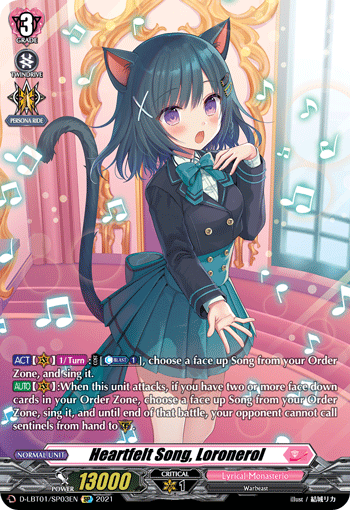 3
GRADE
TWINDRIVE
PERSONA RIDE
ACT 1/Turn : [ BLAST 1 ], choose a face up Song from your Order
Zone, and sing it.
AUTO :When this unit attacks, if you have two or more face down
cards in your Order Zone, choose a face up Song from your Order
Zone, sing it, and until end of that battle, your opponent cannot call
sentinels from hand to .
NORMAL UNIT
Heartfelt Song, Loronerol
POWER 13000
CRITICAL
1
Lyrical Monasterio
Warbeast
D-LBT01/SP03EN SP 2021
illust / 結城リカ